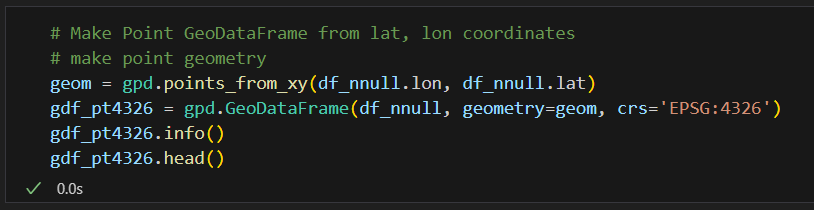 # Make Point GeoDataFrame from lat, lon coordinates
# make point geometry
geom = gpd.points_from_xy(df_nnull.lon, df_nnull.lat)
gdf_pt4326 = gpd.GeoDataFrame(df_nnull, geometry=geom, crs='EPSG:4326')
gdf_pt4326.info()
gdf_pt4326.head()
0.0s